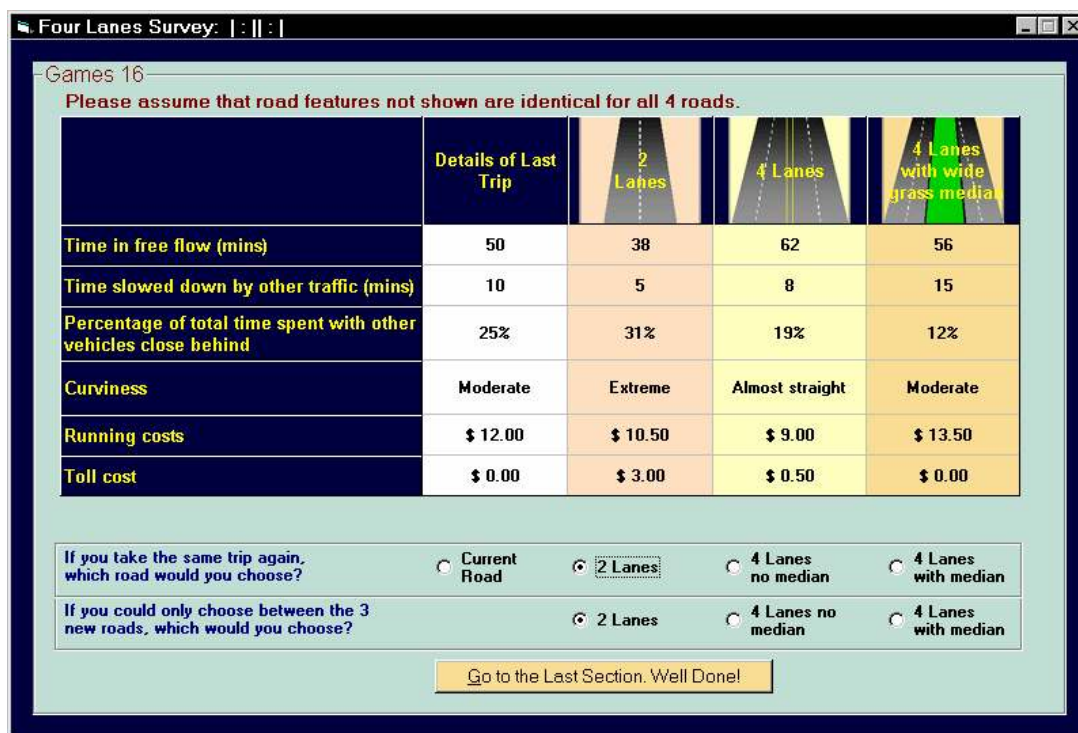 Four Lanes Survey: | : || : |
Games 16
Please assume that road features not shown are identical for all 4 roads.
Details of Last
Trip
2
Lanes
4 Lanes
4 Lanes
with wide
grass median
Time in free flow (mins) 50 38 62 56
Time slowed down by other traffic (mins) 10 5 8 15
Percentage of total time spent with other
vehicles close behind 25% 31% 19% 12%
Curviness Moderate Extreme Almost straight Moderate
Running costs $ 12.00 $ 10.50 $ 9.00 $ 13.50
Toll cost $ 0.00 $ 3.00 $ 0.50 $ 0.00
If you take the same trip again,
which road would you choose?
Current
Road
2 Lanes
4 Lanes
no median
4 Lanes
with median
If you could only choose between the 3
new roads, which would you choose?
2 Lanes
4 Lanes no
median
4 Lanes
with median
Go to the Last Section. Well Done!